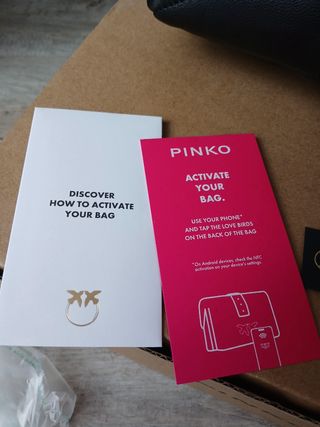 DISCOVER
HOW TO ACTIVATE
YOUR BAG
PINKO
ACTIVATE
YOUR
BAG.
USE YOUR PHONE*
AND TAP THE LOVE BIRDS
ON THE BACK OF THE BAG
*On Android devices, check the NFC
activation on your device's settings.